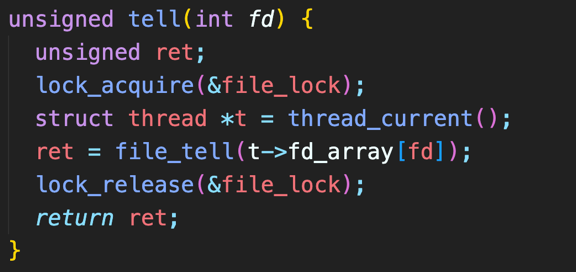 unsigned tell(int fd) {
  unsigned ret;
  lock_acquire(&file_lock);
  struct thread *t = thread_current();
  ret = file_tell(t->fd_array[fd]);
  lock_release(&file_lock);
  return ret;
}